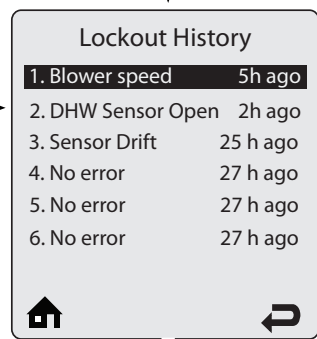 Lockout History
1. Blower speed 5h ago
2. DHW Sensor Open 2h ago
3. Sensor Drift 25 h ago
4. No error 27 h ago
5. No error 27 h ago
6. No error 27 h ago